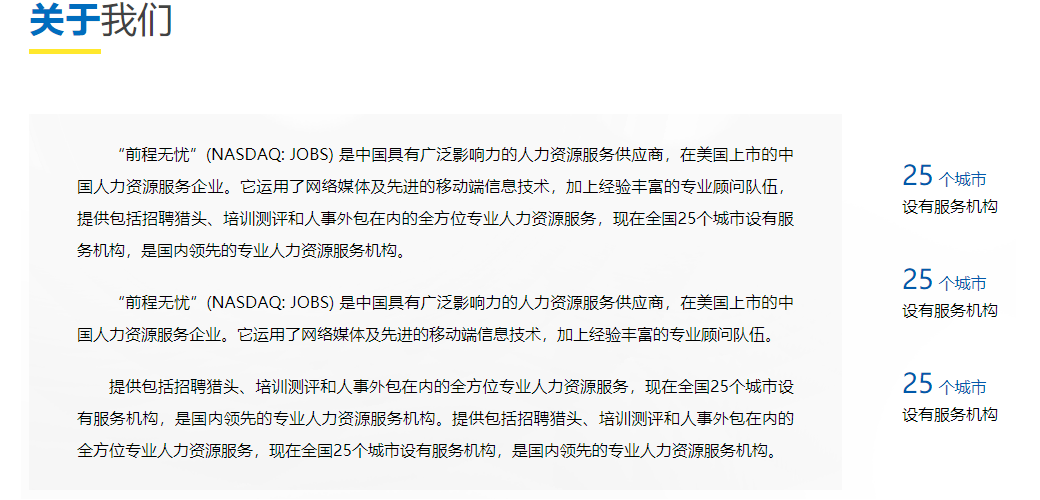 关于我们
“前程无忧”(NASDAQ: JOBS) 是中国具有广泛影响力的人力资源服务供应商，在美国上市的中
国人力资源服务企业。它运用了网络媒体及先进的移动端信息技术，加上经验丰富的专业顾问队伍，
提供包括招聘猎头、培训测评和人事外包在内的全方位专业人力资源服务，现在全国25个城市设有服
务机构，是国内领先的专业人力资源服务机构。
“前程无忧”(NASDAQ: JOBS) 是中国具有广泛影响力的人力资源服务供应商，在美国上市的中
国人力资源服务企业。它运用了网络媒体及先进的移动端信息技术，加上经验丰富的专业顾问队伍。
提供包括招聘猎头、培训测评和人事外包在内的全方位专业人力资源服务，现在全国25个城市设
有服务机构，是国内领先的专业人力资源服务机构。提供包括招聘猎头、培训测评和人事外包在内的
全方位专业人力资源服务，现在全国25个城市设有服务机构，是国内领先的专业人力资源服务机构。
25 个城市
设有服务机构
25 个城市
设有服务机构
25 个城市
设有服务机构